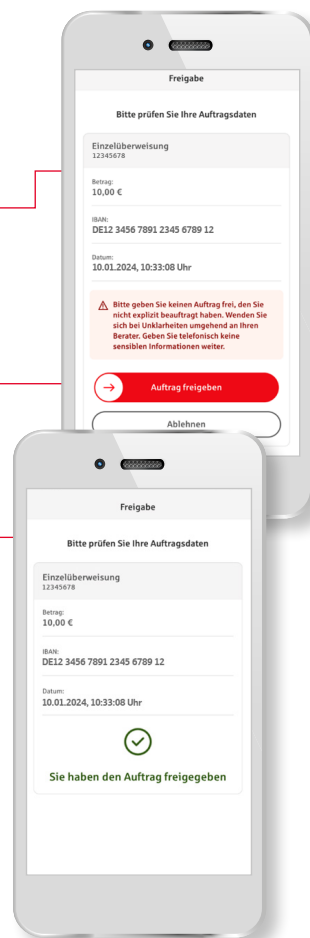 Freigabe
Bitte prüfen Sie Ihre Auftragsdaten
Einzelüberweisung
12345678
Betrag:
10,00 €
IBAN:
DE12 3456 7891 2345 6789 12
Datum:
10.01.2024, 10:33:08 Uhr
Bitte geben Sie keinen Auftrag frei, den Sie
nicht explizit beauftragt haben. Wenden Sie
sich bei Unklarheiten umgehend an Ihren
Berater. Geben Sie telefonisch keine
sensiblen Informationen weiter.
Auftrag freigeben
Ablehnen
Freigabe
Bitte prüfen Sie Ihre Auftragsdaten
Einzelüberweisung
12345678
Betrag:
10,00 €
IBAN:
DE12 3456 7891 2345 6789 12
Datum:
10.01.2024, 10:33:08 Uhr
Sie haben den Auftrag freigegeben